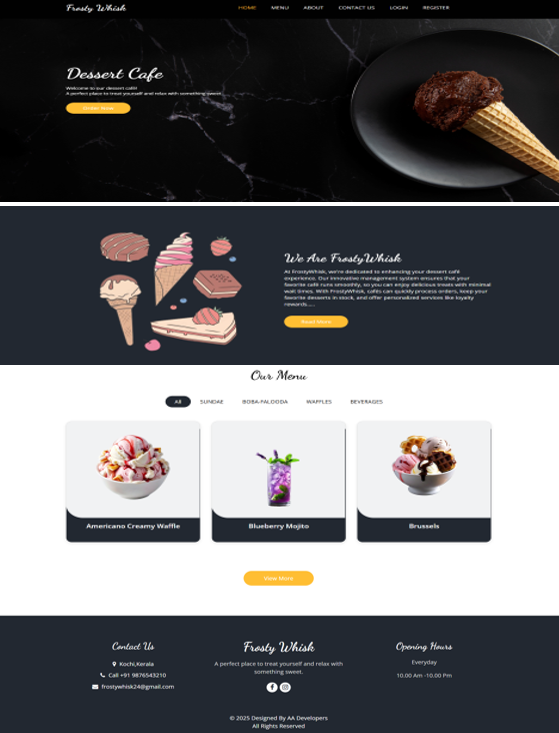 Frosty Whisk
HOME MENU ABOUT CONTACT US LOGIN REGISTER
Dessert Cafe
Welcome to our dessert café!
A perfect place to treat yourself and relax with something sweet.
Order Now
We Are FrostyWhisk
At FrostyWhisk, we're dedicated to enhancing your dessert café
experience. Our innovative management system ensures that your
favorite café runs smoothly, so you can enjoy delicious treats with minimal
wait times. With FrostyWhisk, cafés can quickly process orders, keep your
favorite desserts in stock, and offer personalized services like loyalty
rewards....
Read More
Our Menu
All SUNDAE BOBA-FALOODA WAFFLES BEVERAGES
Americano Creamy Waffle
Blueberry Mojito
Brussels
View More
Contact Us
Kochi,Kerala
Call +91 9876543210
frostywhisk24@gmail.com
Frosty Whisk
A perfect place to treat yourself and relax with
something sweet.
Opening Hours
Everyday
10.00 Am -10.00 Pm
© 2025 Designed By AA Developers
All Rights Reserved